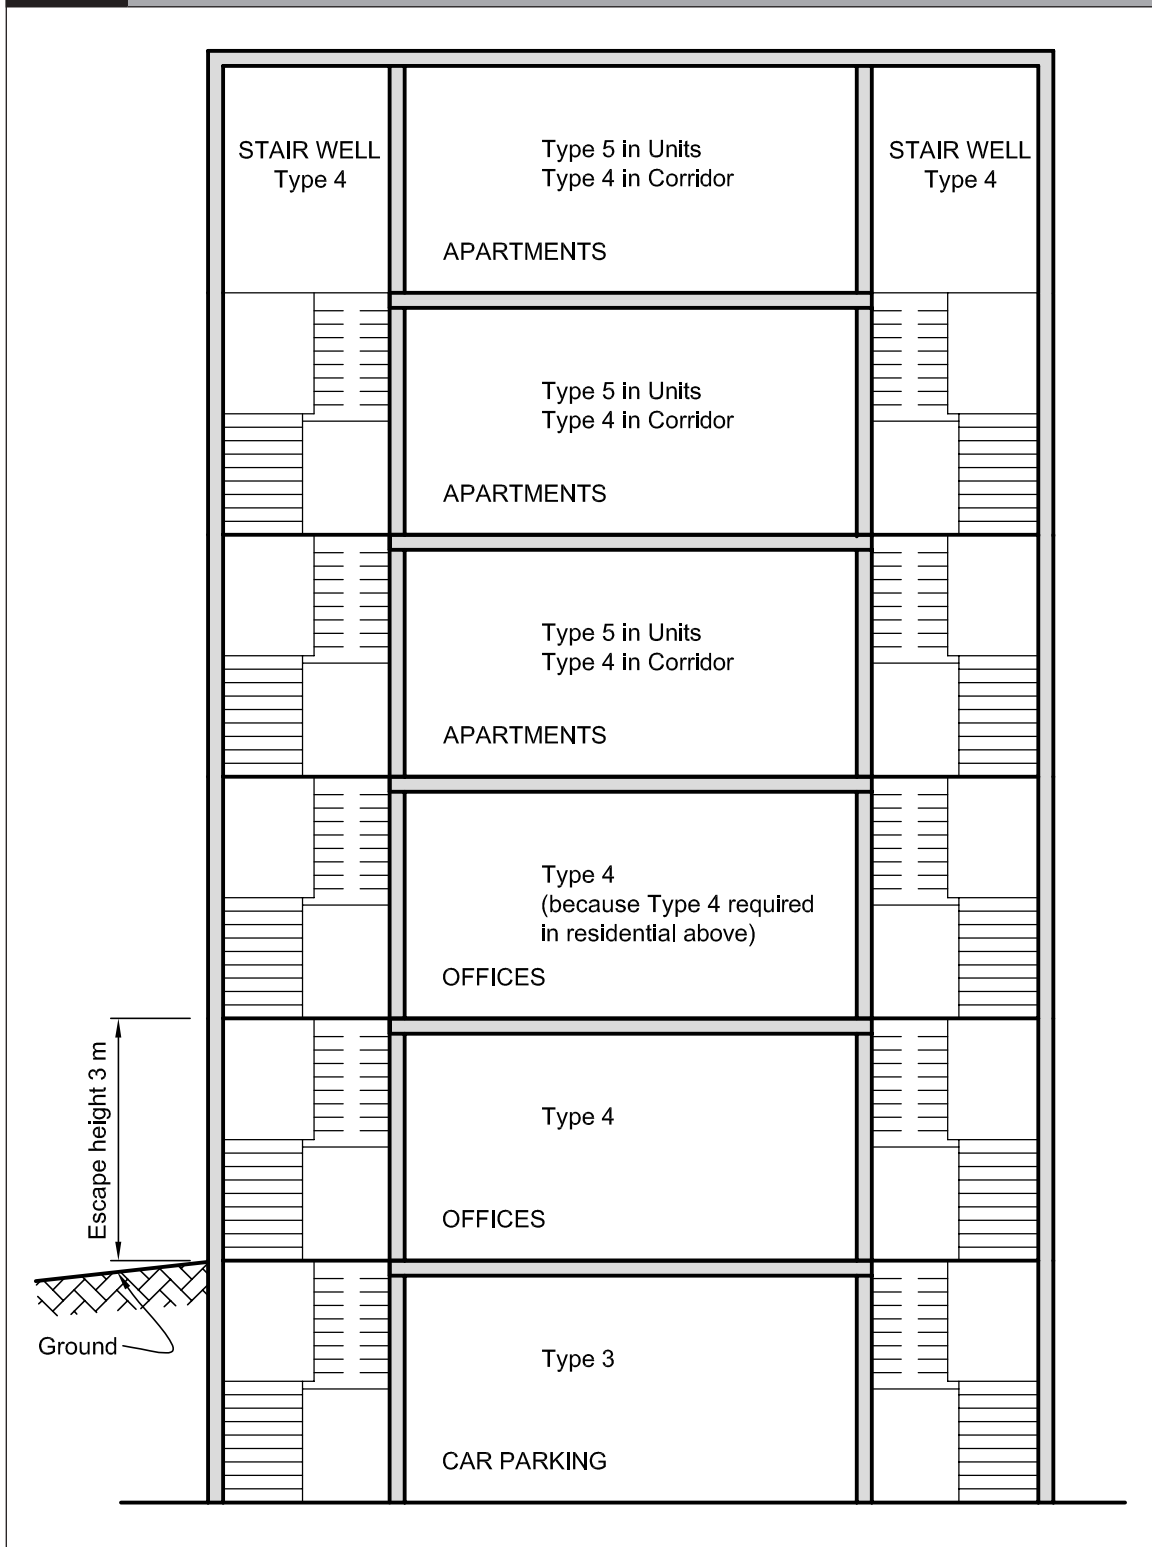 STAIR WELL
Type 4
Type 5 in Units
Type 4 in Corridor
APARTMENTS
STAIR WELL
Type 4
Type 5 in Units
Type 4 in Corridor
APARTMENTS
Type 5 in Units
Type 4 in Corridor
APARTMENTS
Type 4
(because Type 4 required
in residential above)
OFFICES
Escape height 3 m
Type 4
OFFICES
Ground
Type 3
CAR PARKING